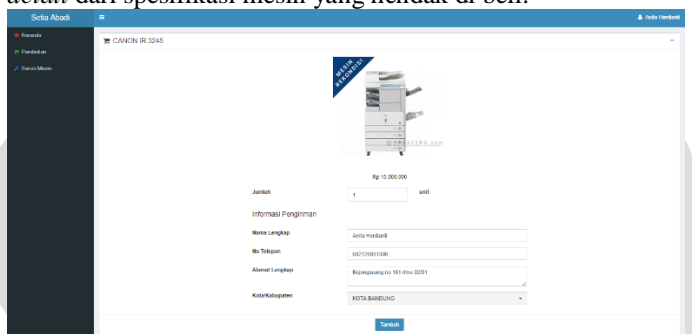 detail dari spesifikasi mesin yang hendak di beli.
Setia Abadi
Anita Herdianti
Beranda
CANON IR 3245
Pembelian
MESIN
REKONDISI
Rp 15.000.000
Jumlah
1
unit
Informasi Pengiriman
Nama Lengkap
Anita Herdianti
No Telepon
Alamat Lengkap
Kota/Kabupaten
KOTA BANDUNG
Tambah